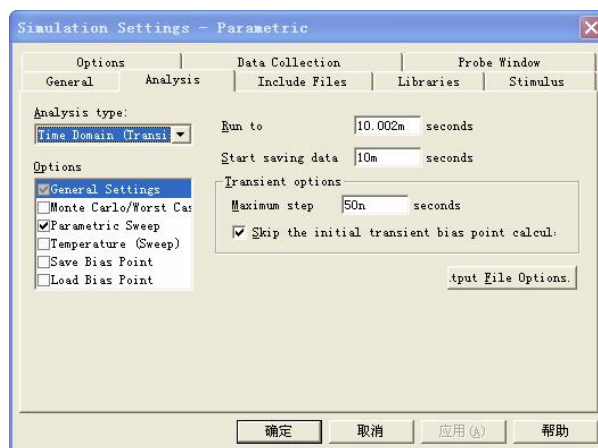 Simulation Settings - Parametric
Options Data Collection Probe Window
General Analysis Include Files Libraries Stimulus
Analysis type:
Time Domain (Transi
Options
General Settings
Monte Carlo/Worst Cas
Parametric Sweep
Temperature (Sweep)
Save Bias Point
Load Bias Point
Run to 10.002m seconds
Start saving data 10m seconds
Transient options
Maximum step 50n seconds
Skip the initial transient bias point calcul
.tput File Options.
确定 取消 应用(A) 帮助